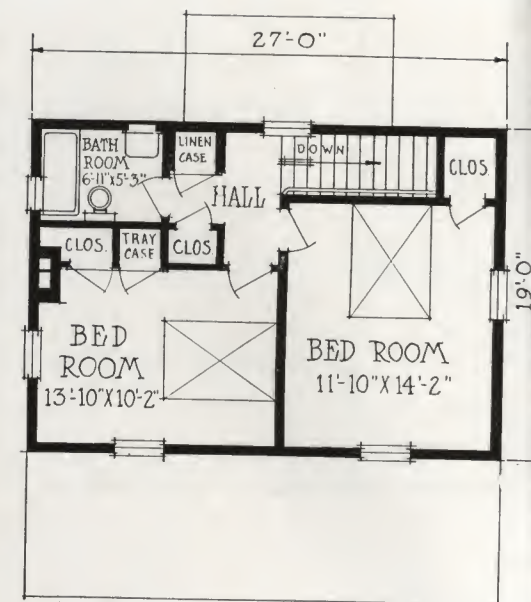 27'-0"
BATH
ROOM
6'-11"x5'-3"
LINEN
CASE
DOWN
CLOS.
HALL
CLOS.
TRAY
CASE
CLOS.
19'-0"
BED
ROOM
13'-10"X10'-2"
BED ROOM
11'-10"X14'-2"